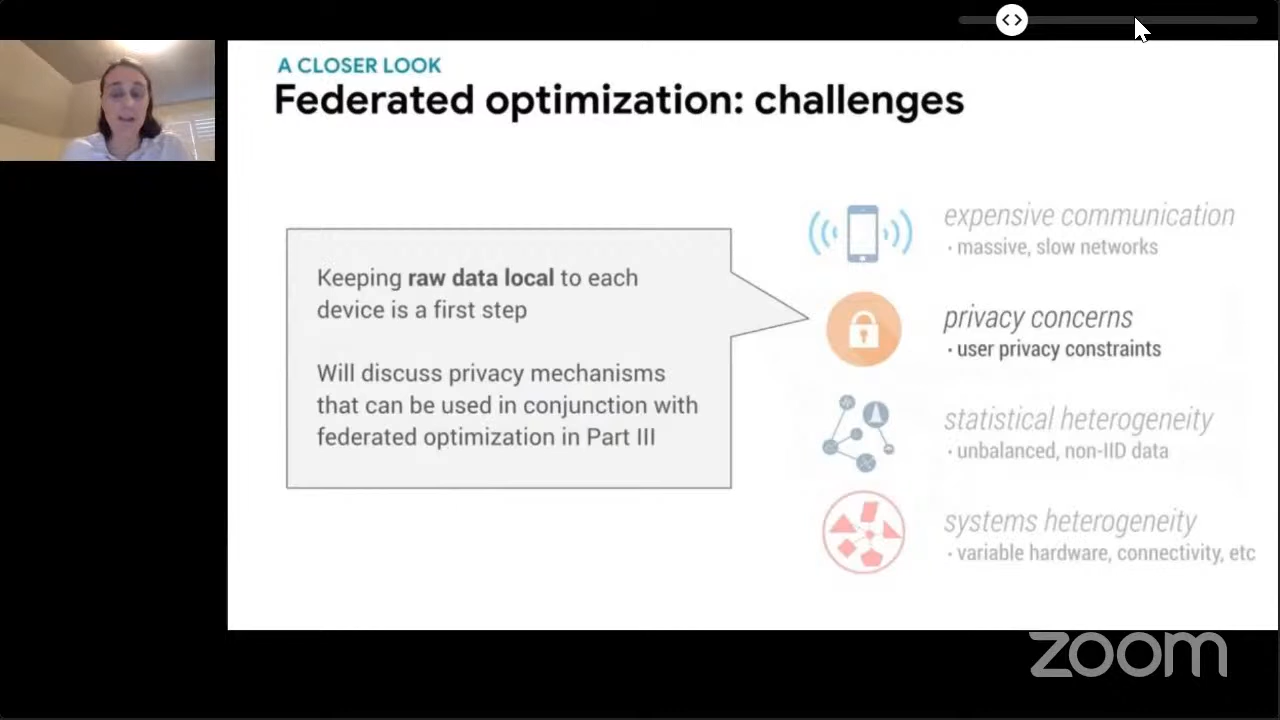 A CLOSER LOOK
Federated optimization: challenges
Keeping raw data local to each
device is a first step
Will discuss privacy mechanisms
that can be used in conjunction with
federated optimization in Part III
expensive communication
· massive, slow networks
privacy concerns
· user privacy constraints
statistical heterogeneity
· unbalanced, non-IID data
systems heterogeneity
· variable hardware, connectivity, etc
zoom